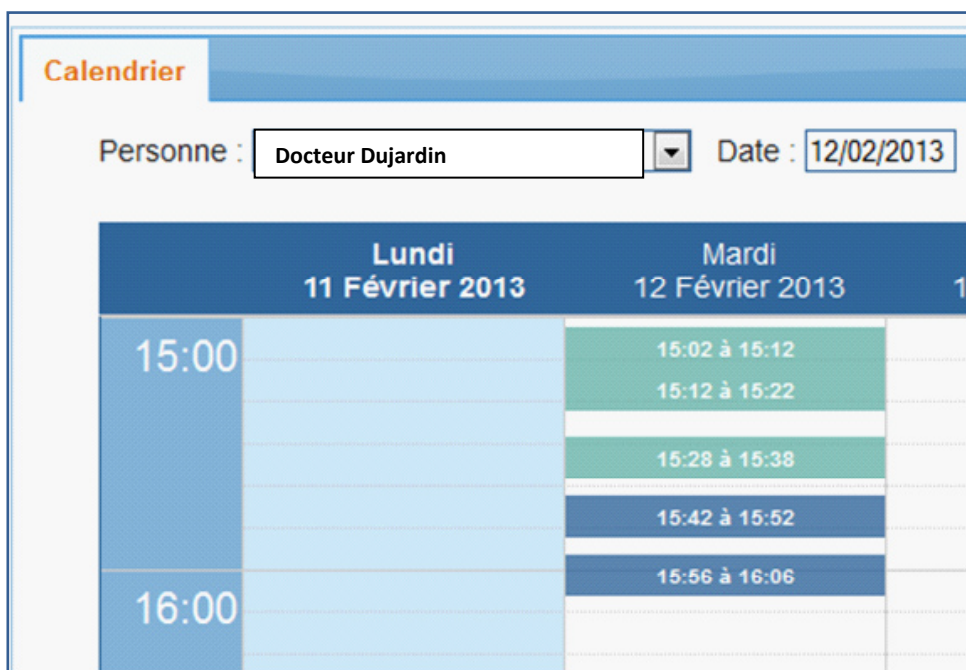 Calendrier
Personne : Docteur Dujardin Date : 12/02/2013
Lundi Mardi
11 Février 2013 12 Février 2013 1
15:00
15:02 à 15:12
15:12 à 15:22
15:28 à 15:38
15:42 à 15:52
15:56 à 16:06
16:00